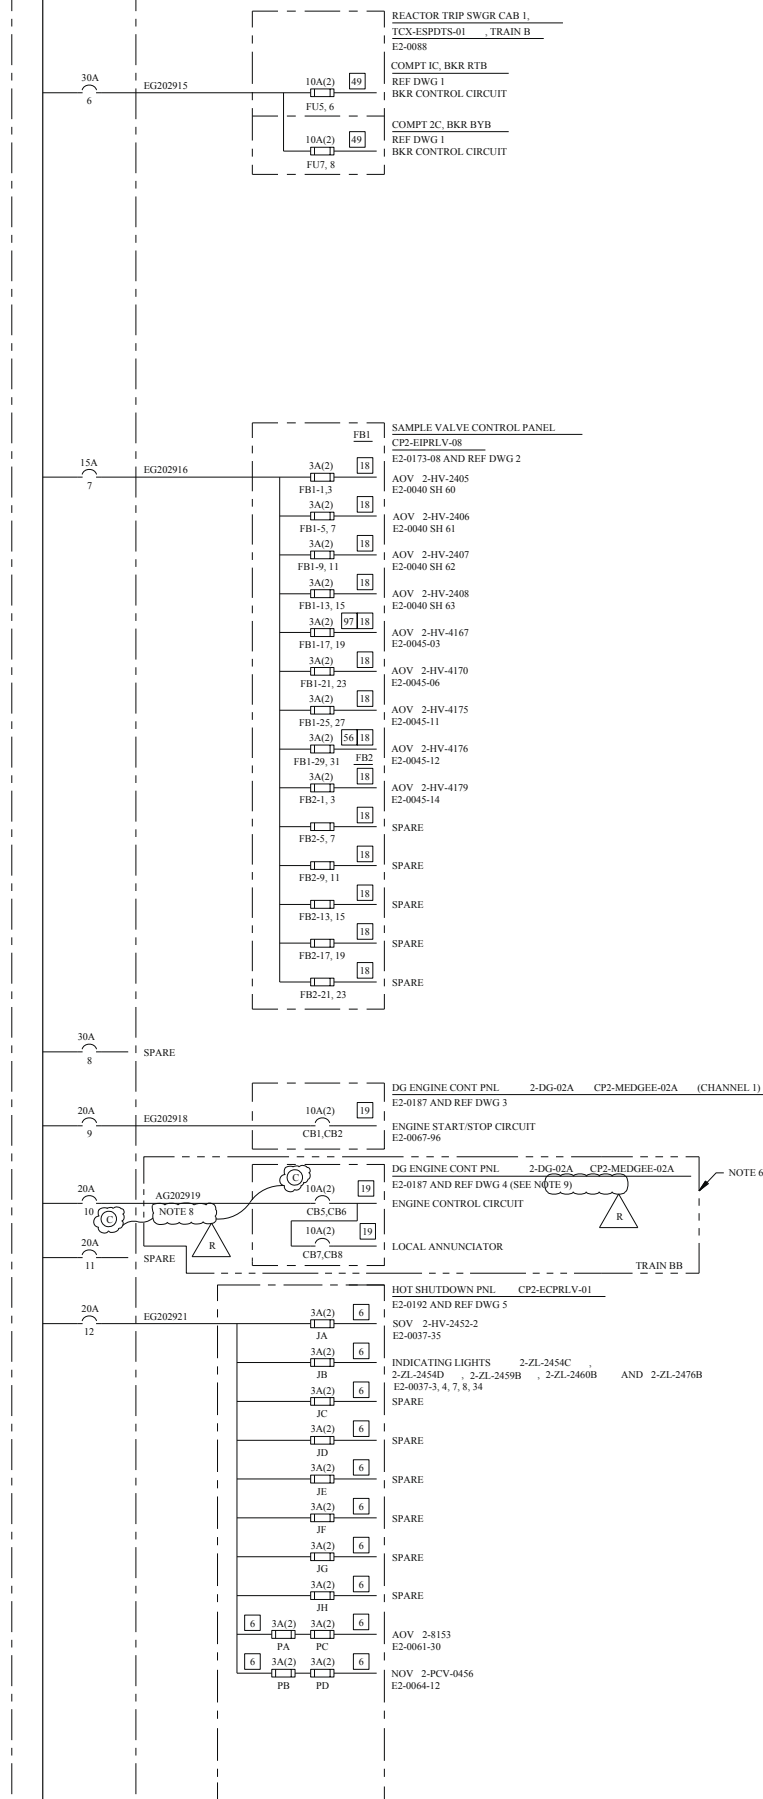 REACTOR TRIP SWGR CAB 1,
TCX-ESPDTS-01 , TRAIN B
E2-0088
COMPT IC, BKR RTB
30A
6
EG202915
10A(2) 49
FU5, 6
REF DWG 1
BKR CONTROL CIRCUIT
COMPT 2C, BKR BYB
10A(2) 49
FU7, 8
REF DWG 1
BKR CONTROL CIRCUIT
SAMPLE VALVE CONTROL PANEL
FB1
CP2-EIPRLV-08
E2-0173-08 AND REF DWG 2
15A
7
EG202916
3A(2) 18
FB1-1,3
AOV 2-HV-2405
E2-0040 SH 60
3A(2) 18
FB1-5, 7
AOV 2-HV-2406
E2-0040 SH 61
3A(2) 18
FB1-9, 11
AOV 2-HV-2407
E2-0040 SH 62
3A(2) 18
FB1-13, 15
AOV 2-HV-2408
E2-0040 SH 63
3A(2) 97 18
FB1-17, 19
AOV 2-HV-4167
E2-0045-03
3A(2) 18
FB1-21, 23
AOV 2-HV-4170
E2-0045-06
3A(2) 18
FB1-25, 27
AOV 2-HV-4175
E2-0045-11
3A(2) 56 18
FB1-29, 31
AOV 2-HV-4176
E2-0045-12
FB2
3A(2) 18
FB2-1, 3
AOV 2-HV-4179
E2-0045-14
18
FB2-5, 7
SPARE
18
FB2-9, 11
SPARE
18
FB2-13, 15
SPARE
18
FB2-17, 19
SPARE
18
FB2-21, 23
SPARE
30A
8
SPARE
DG ENGINE CONT PNL 2-DG-02A CP2-MEDGEE-02A (CHANNEL 1)
E2-0187 AND REF DWG 3
20A
9
EG202918
10A(2) 19
CB1,CB2
ENGINE START/STOP CIRCUIT
E2-0067-96
DG ENGINE CONT PNL 2-DG-02A CP2-MEDGEE-02A
NOTE 6
E2-0187 AND REF DWG 4 (SEE NOTE 9)
20A
10
C
AG202919
NOTE 8
R
C
10A(2) 19
CB5,CB6
ENGINE CONTROL CIRCUIT
R
10A(2) 19
CB7,CB8
LOCAL ANNUNCIATOR
20A
11
SPARE
TRAIN BB
HOT SHUTDOWN PNL CP2-ECPRLV-01
E2-0192 AND REF DWG 5
20A
12
EG202921
3A(2) 6
JA
SOV 2-HV-2452-2
E2-0037-35
3A(2) 6
JB
INDICATING LIGHTS 2-ZL-2454C ,
2-ZL-2454D , 2-ZL-2459B , 2-ZL-2460B AND 2-ZL-2476B
E2-0037-3, 4, 7, 8, 34
3A(2) 6
JC
SPARE
3A(2) 6
JD
SPARE
3A(2) 6
JE
SPARE
3A(2) 6
JF
SPARE
3A(2) 6
JG
SPARE
3A(2) 6
JH
SPARE
6 3A(2) 3A(2) 6
PA PC
AOV 2-8153
E2-0061-30
6 3A(2) 3A(2) 6
PB PD
NOV 2-PCV-0456
E2-0064-12